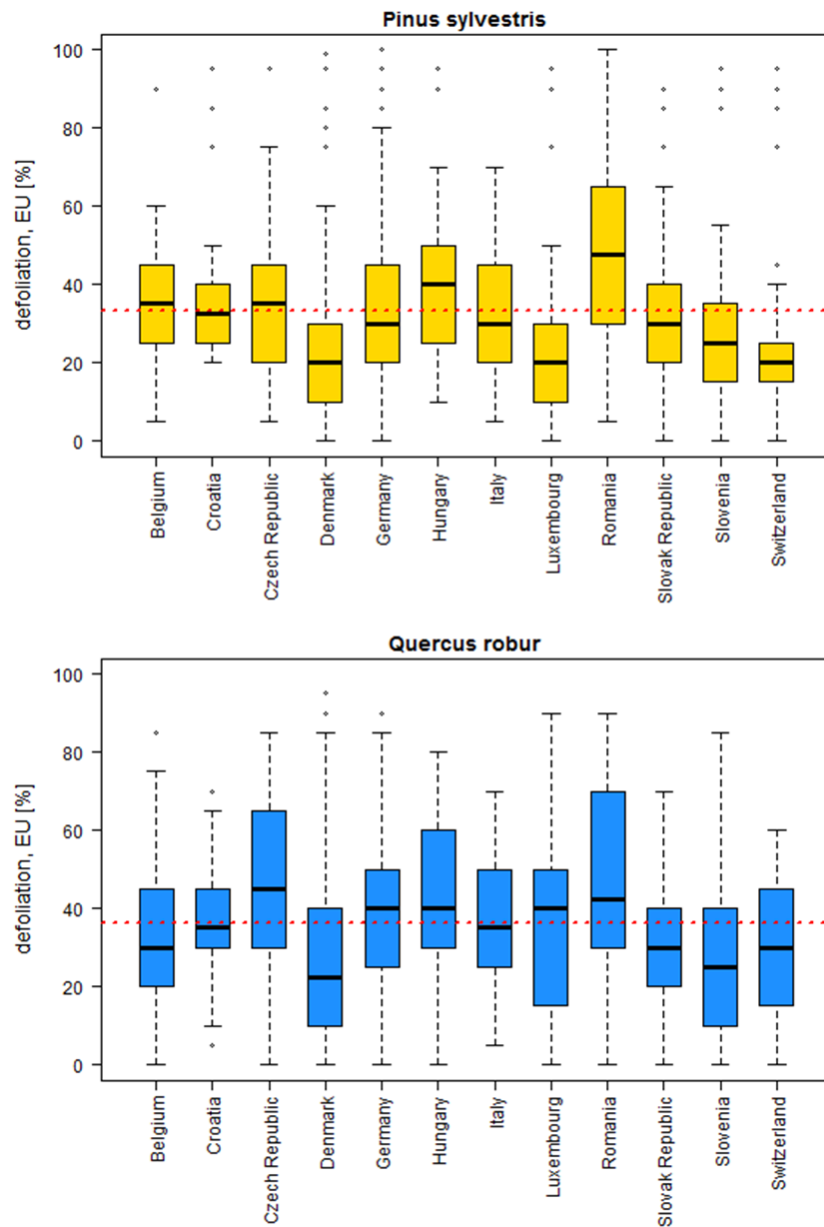 Pinus sylvestris
defoliation, EU [%]
100
80
60
40
20
0
Belgium
Croatia
Czech Republic
Denmark
Germany
Hungary
Italy
Luxembourg
Romania
Slovak Republic
Slovenia
Switzerland
Quercus robur
defoliation, EU [%]
100
80
60
40
20
0
Belgium
Croatia
Czech Republic
Denmark
Germany
Hungary
Italy
Luxembourg
Romania
Slovak Republic
Slovenia
Switzerland